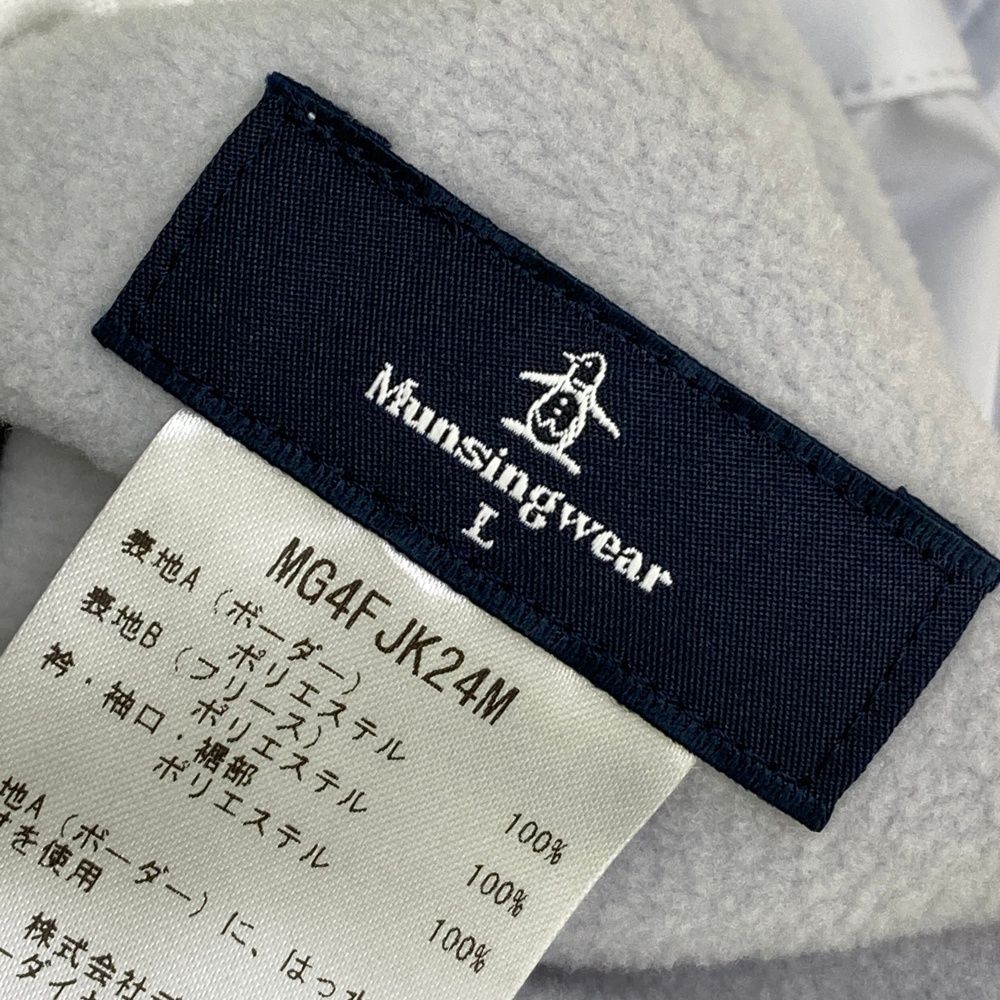 Munsingwear
L
MG4FJK24M
表地A (ボーダー)
ポリエステル 100%
表地B (フリース)
ポリエステル 100%
衿・袖口・裾部
ポリエステル 100%
地A (ボーダー) に、はっ水
を使用
株式会社デ